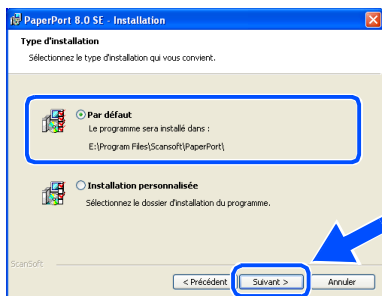 PaperPort 8.0 SE - Installation
Type d'installation
Sélectionnez le type d'installation qui vous convient.
Par défaut
Le programme sera installé dans :
E:\Program Files\Scansoft\PaperPort\
Installation personnalisée
Sélectionnez le dossier d'installation du programme.
ScanSoft
< Précédent
Suivant >
Annuler